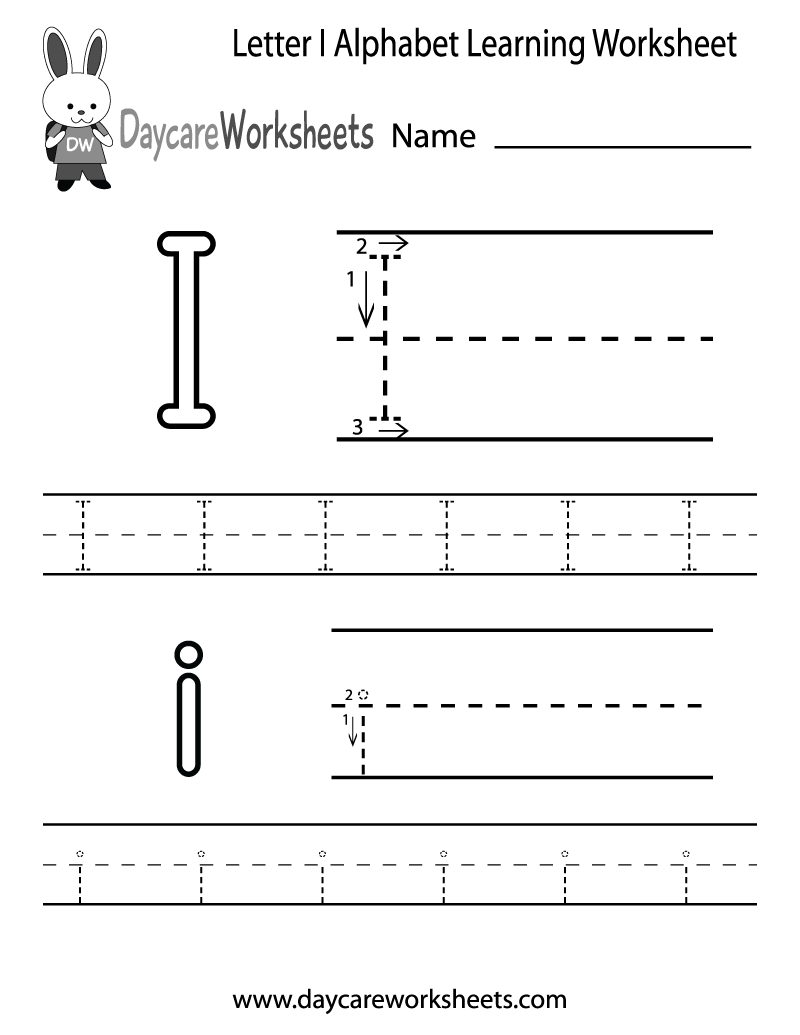 Letter I Alphabet Learning Worksheet
DW
DaycareWorksheets Name
I
2
1
3
I I I I I I
i
2
1
i i i i i i
www.daycareworksheets.com